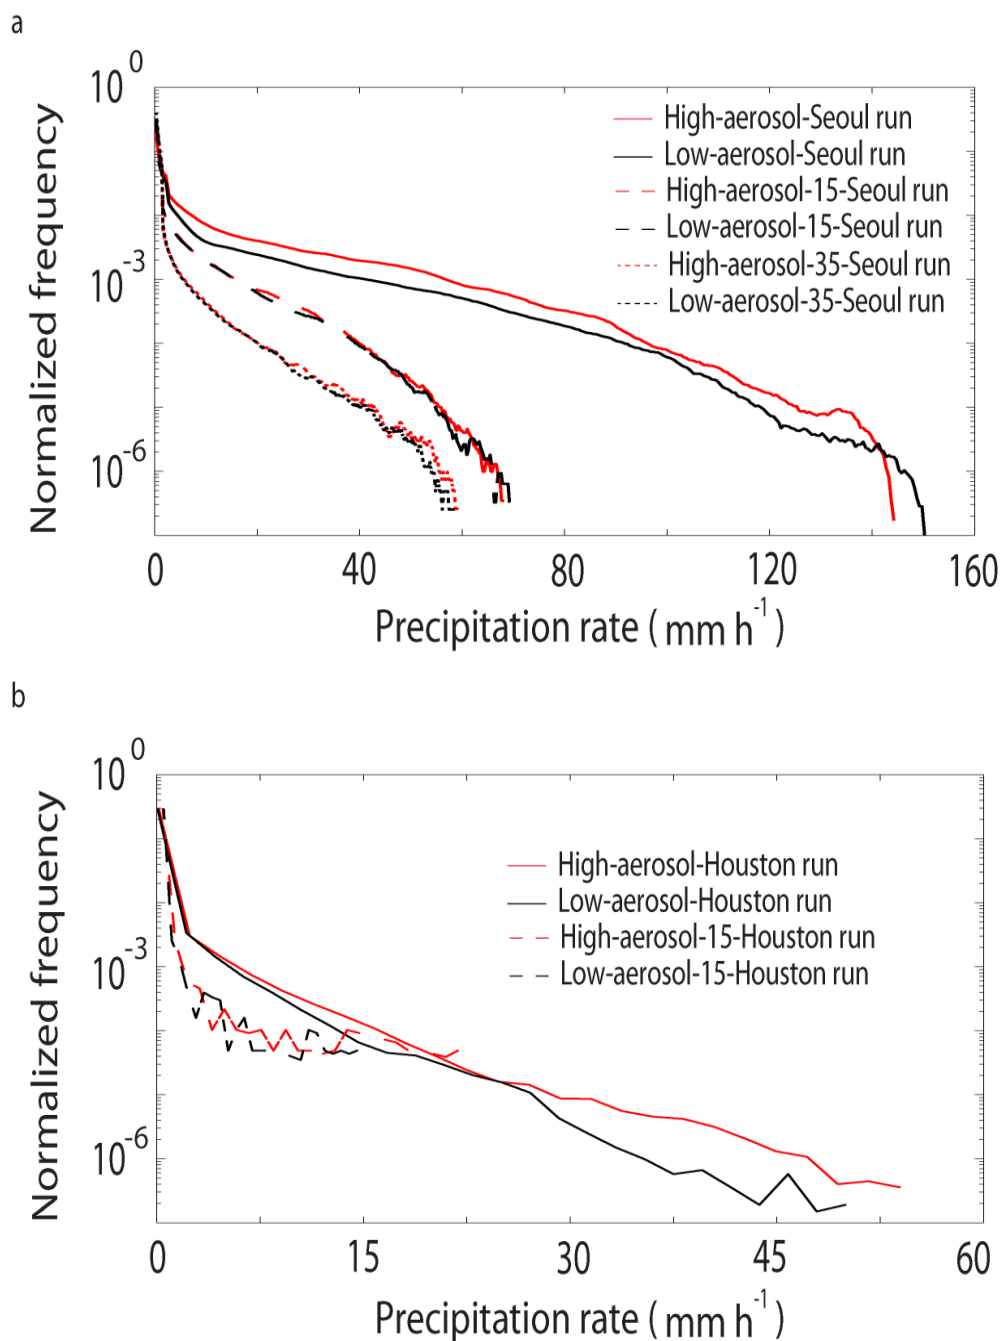 a
10^0
10^-3
10^-6
Normalized frequency
High-aerosol-Seoul run
Low-aerosol-Seoul run
High-aerosol-15-Seoul run
Low-aerosol-15-Seoul run
High-aerosol-35-Seoul run
Low-aerosol-35-Seoul run
0 40 80 120 160
Precipitation rate ( mm h^-1 )
b
10^0
10^-3
10^-6
Normalized frequency
High-aerosol-Houston run
Low-aerosol-Houston run
High-aerosol-15-Houston run
Low-aerosol-15-Houston run
0 15 30 45 60
Precipitation rate ( mm h^-1 )